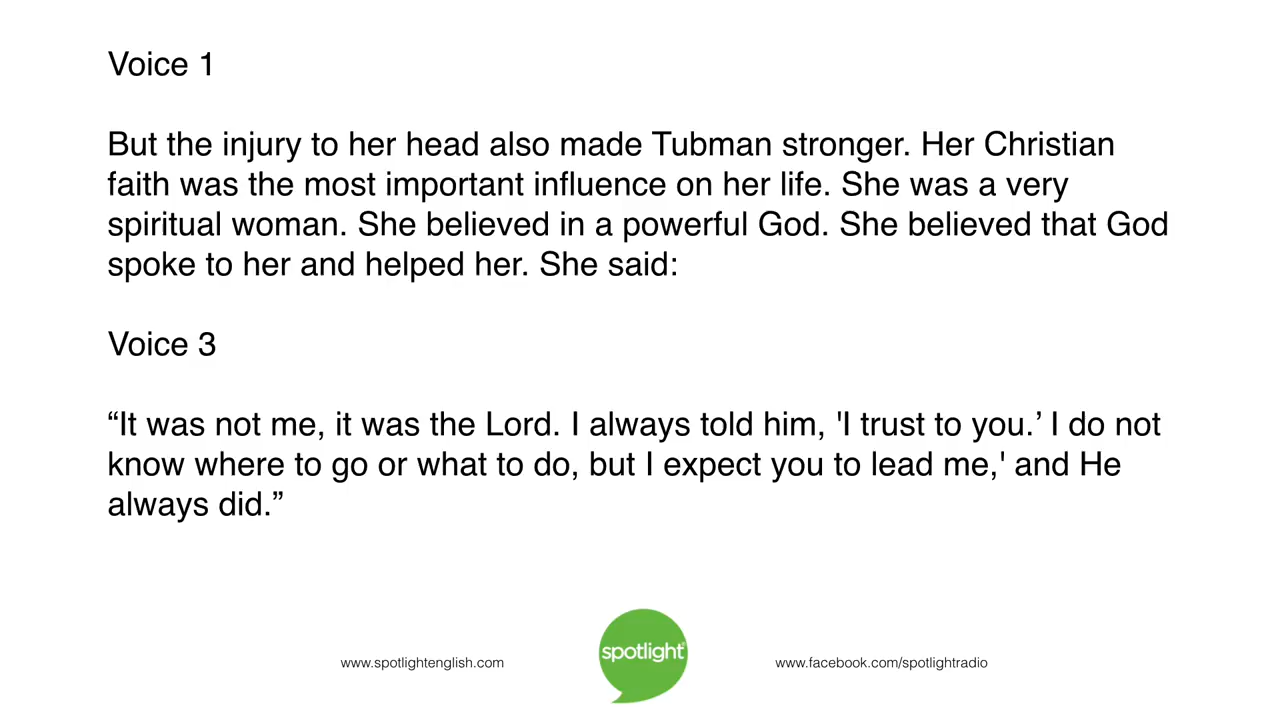 Voice 1
But the injury to her head also made Tubman stronger. Her Christian
faith was the most important influence on her life. She was a very
spiritual woman. She believed in a powerful God. She believed that God
spoke to her and helped her. She said:
Voice 3
“It was not me, it was the Lord. I always told him, 'I trust to you.’ I do not
know where to go or what to do, but I expect you to lead me,' and He
always did.”
www.spotlightenglish.com
spotlight
www.facebook.com/spotlightradio